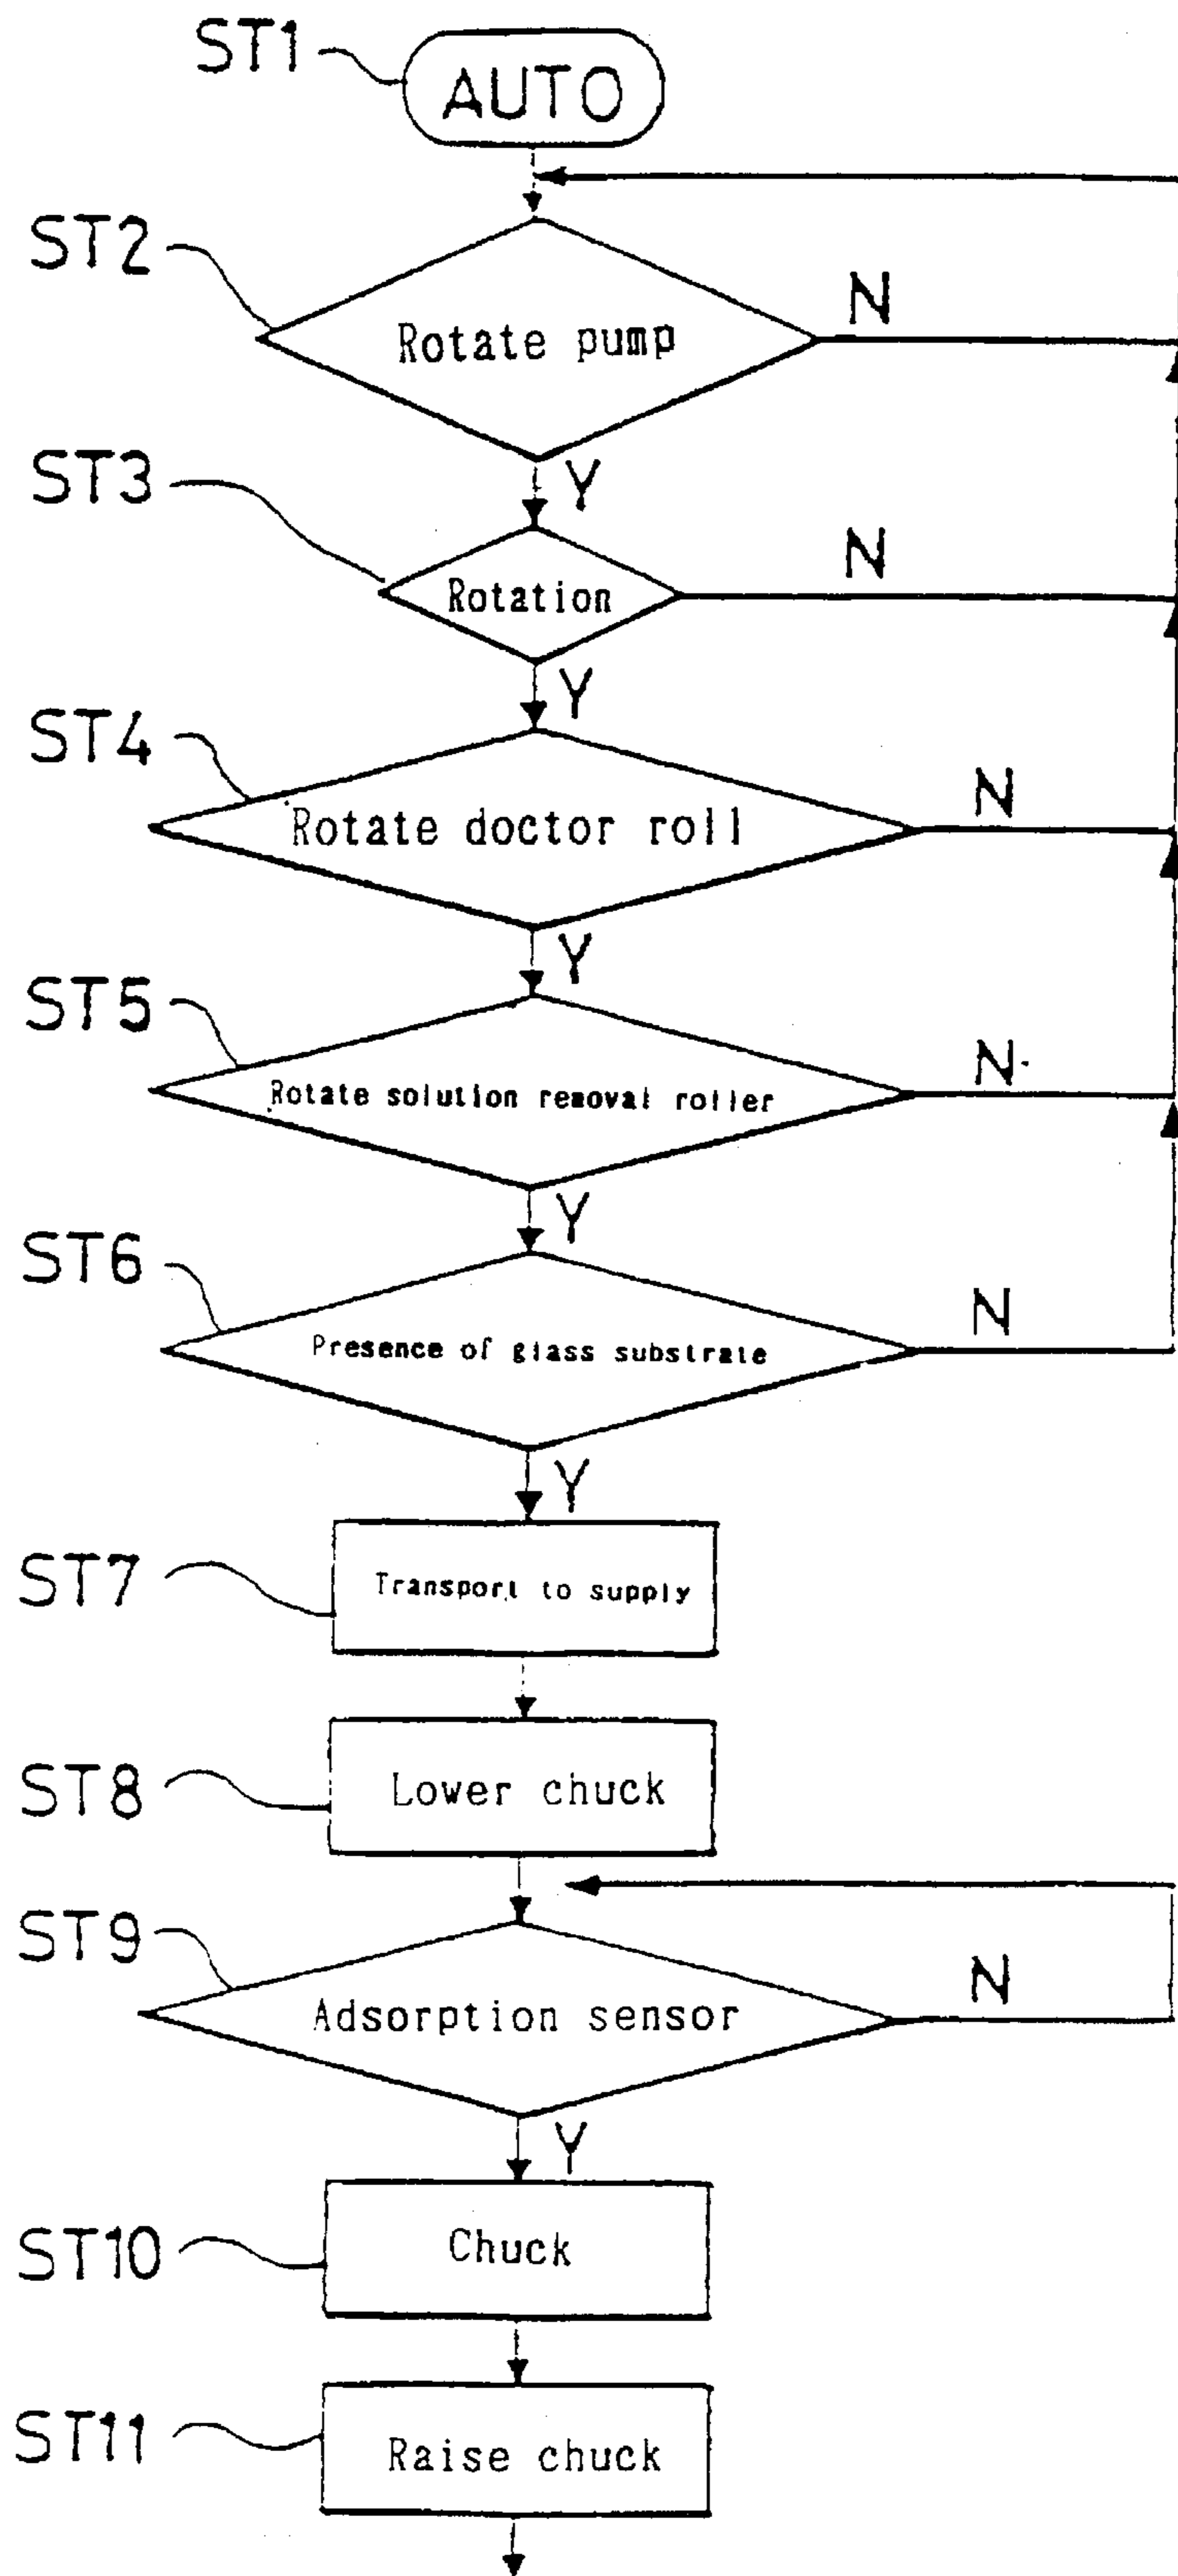 ST1
AUTO
ST2
Rotate pump
N
Y
ST3
Rotation
N
Y
ST4
Rotate doctor roll
N
Y
ST5
Rotate solution removal roller
N
Y
ST6
Presence of glass substrate
N
Y
ST7
Transport to supply
ST8
Lower chuck
ST9
Adsorption sensor
N
Y
ST10
Chuck
ST11
Raise chuck